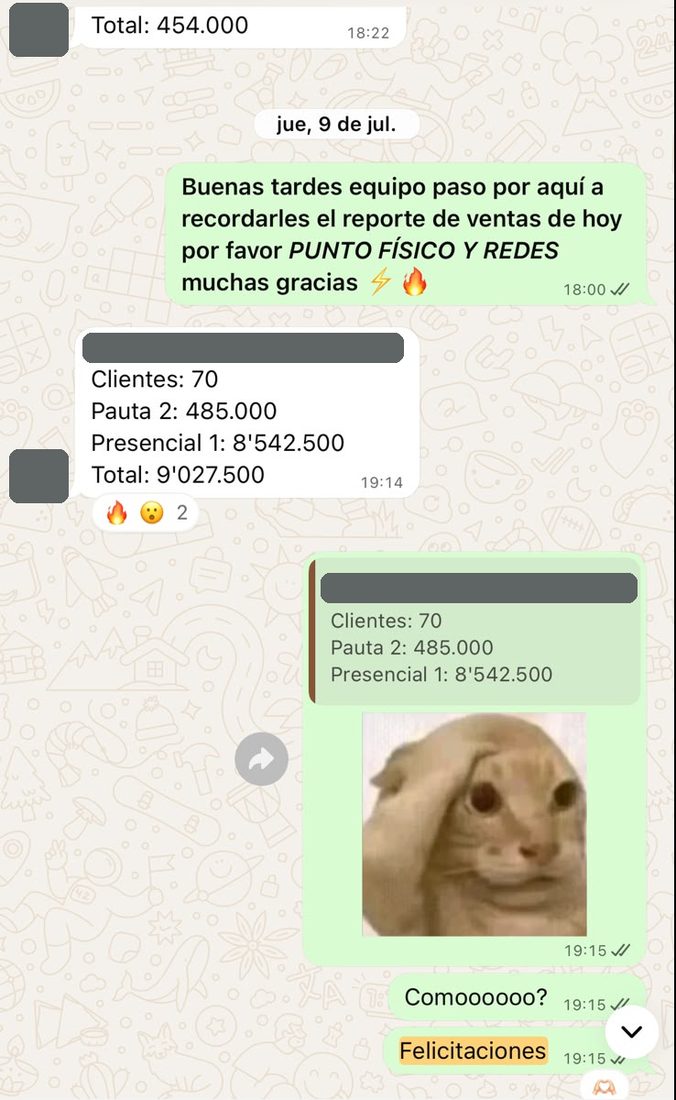 Total: 454.000
18:22
jue, 9 de jul.
Buenas tardes equipo paso por aquí a
recordarles el reporte de ventas de hoy
por favor PUNTO FÍSICO Y REDES
muchas gracias ⚡🔥
18:00
Clientes: 70
Pauta 2: 485.000
Presencial 1: 8'542.500
Total: 9'027.500
19:14
🔥 😮 2
Clientes: 70
Pauta 2: 485.000
Presencial 1: 8'542.500
19:15
Comoooooo? 19:15
Felicitaciones 19:15